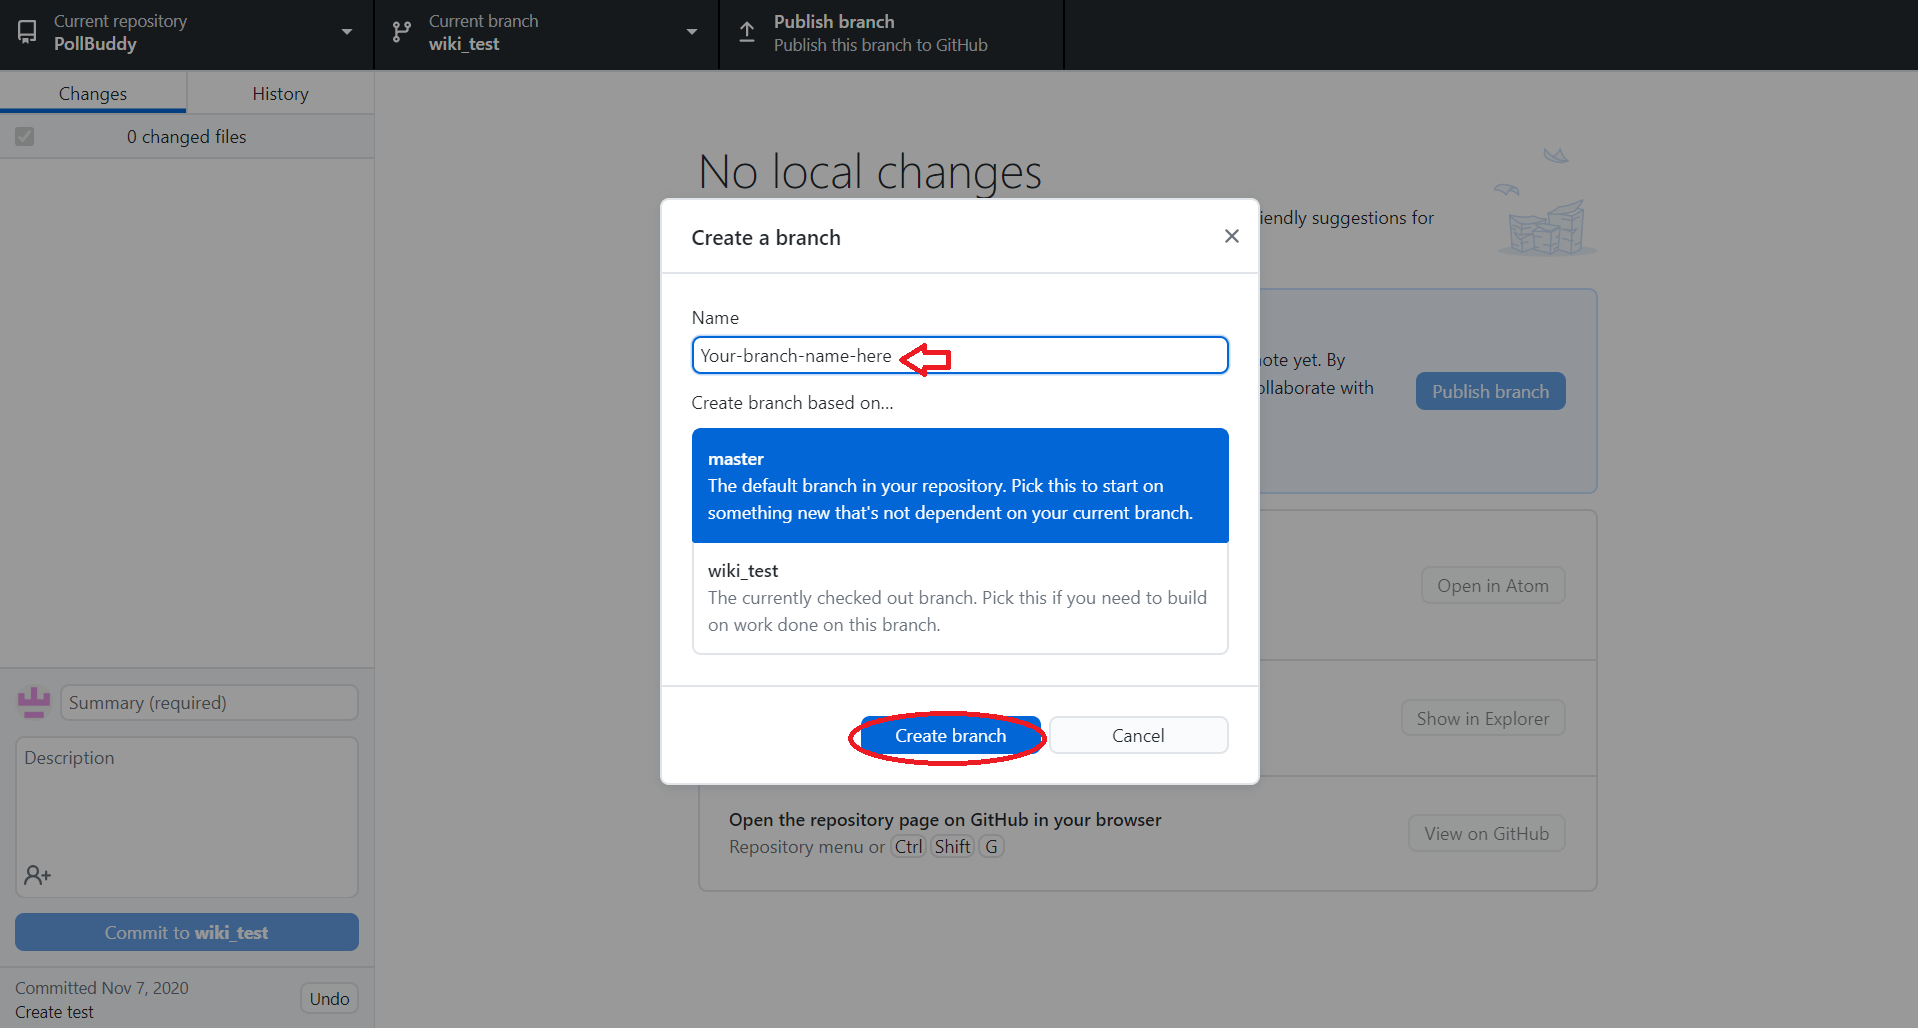 Current repository
PollBuddy
Current branch
wiki_test
Publish branch
Publish this branch to GitHub
Changes
History
0 changed files
No local changes
iendly suggestions for
Create a branch
Name
Your-branch-name-here
Create branch based on...
master
The default branch in your repository. Pick this to start on
something new that's not dependent on your current branch.
wiki_test
The currently checked out branch. Pick this if you need to build
on work done on this branch.
Create branch
Cancel
ote yet. By
ollaborate with
Publish branch
Open in Atom
Show in Explorer
Open the repository page on GitHub in your browser
Repository menu or Ctrl Shift G
View on GitHub
Summary (required)
Description
Commit to wiki_test
Committed Nov 7, 2020
Create test
Undo